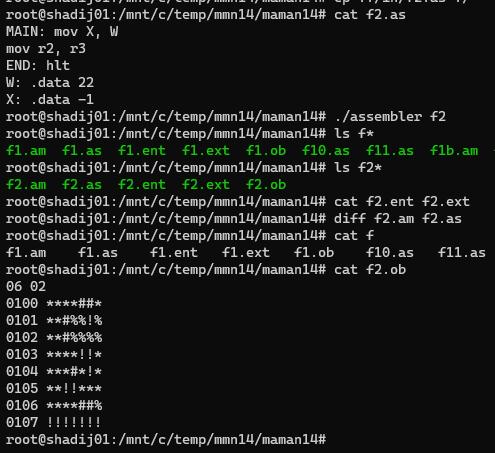 cat f2.as
MAIN: mov X, W
mov r2, r3
END: hlt
W: .data 22
X: .data -1
root@shadij01:/mnt/c/temp/mmn14/maman14# ./assembler f2
root@shadij01:/mnt/c/temp/mmn14/maman14# ls f*
f1.am f1.as f1.ent f1.ext f1.ob f10.as f11.as f1b.am
root@shadij01:/mnt/c/temp/mmn14/maman14# ls f2*
f2.am f2.as f2.ent f2.ext f2.ob
root@shadij01:/mnt/c/temp/mmn14/maman14# cat f2.ent f2.ext
root@shadij01:/mnt/c/temp/mmn14/maman14# diff f2.am f2.as
root@shadij01:/mnt/c/temp/mmn14/maman14# cat f
f1.am f1.as f1.ent f1.ext f1.ob f10.as f11.as
root@shadij01:/mnt/c/temp/mmn14/maman14# cat f2.ob
06 02
0100 ****##*
0101 **#%%!%
0102 **#%%%%
0103 ****!!*
0104 ***#*!*
0105 **!!***
0106 ****##%
0107 !!!!!!!
root@shadij01:/mnt/c/temp/mmn14/maman14#